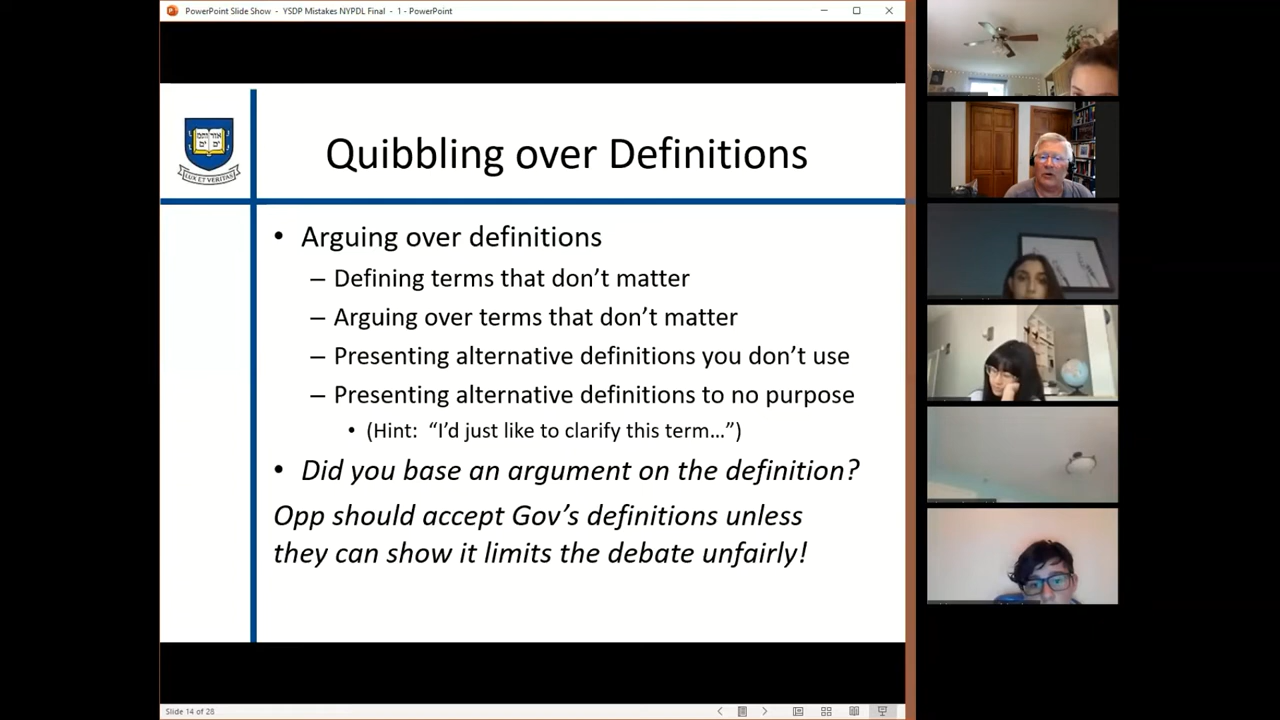 PowerPoint Slide Show - YSDP Mistakes NYPDL Final - 1 - PowerPoint
Quibbling over Definitions
LUX ET VERITAS
• Arguing over definitions
– Defining terms that don’t matter
– Arguing over terms that don’t matter
– Presenting alternative definitions you don’t use
– Presenting alternative definitions to no purpose
• (Hint: “I’d just like to clarify this term…”)
• Did you base an argument on the definition?
Opp should accept Gov’s definitions unless
they can show it limits the debate unfairly!
Slide 14 of 28